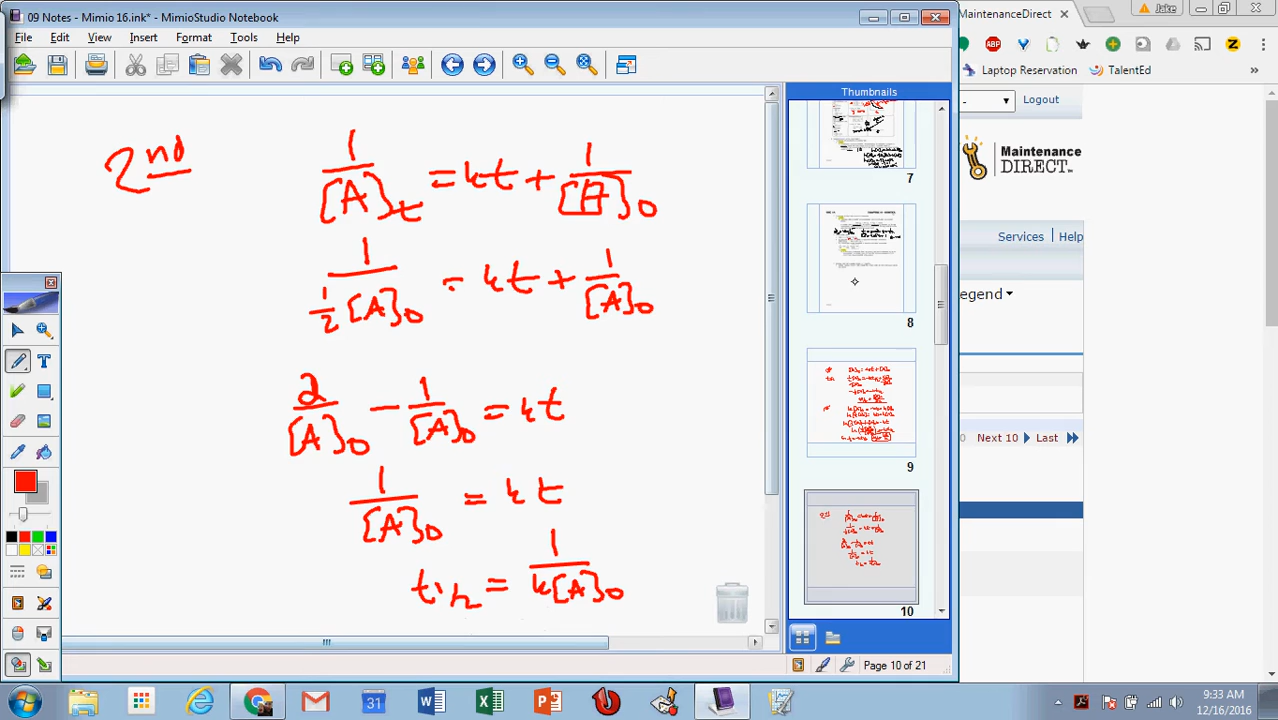 09 Notes - Mimio 16.ink* - MimioStudio Notebook
MaintenanceDirect
Jake
File Edit View Insert Format Tools Help
Laptop Reservation
TalentEd
»
Thumbnails
Logout
Maintenance
DIRECT.
Services Help
egend
Next 10 Last
7
8
9
10
2nd
1/[A]t = kt + 1/[A]0
1/(1/2 [A]0) = kt + 1/[A]0
2/[A]0 − 1/[A]0 = kt
1/[A]0 = kt
t1/2 = 1/(k[A]0)
Page 10 of 21
9:33 AM
12/16/2016